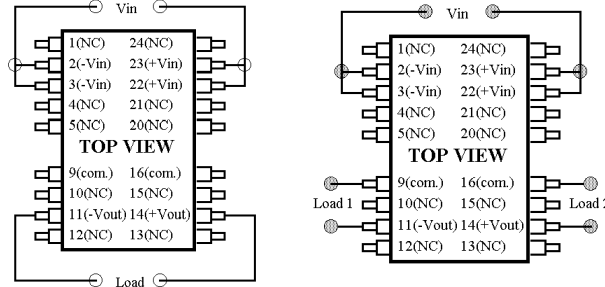 Vin
1(NC) 24(NC)
2(-Vin) 23(+Vin)
3(-Vin) 22(+Vin)
4(NC) 21(NC)
5(NC) 20(NC)
TOP VIEW
9(com.) 16(com.)
10(NC) 15(NC)
11(-Vout) 14(+Vout)
12(NC) 13(NC)
Load
Vin
1(NC) 24(NC)
2(-Vin) 23(+Vin)
3(-Vin) 22(+Vin)
4(NC) 21(NC)
5(NC) 20(NC)
TOP VIEW
9(com.) 16(com.)
Load 1 10(NC) 15(NC) Load 2
11(-Vout) 14(+Vout)
12(NC) 13(NC)